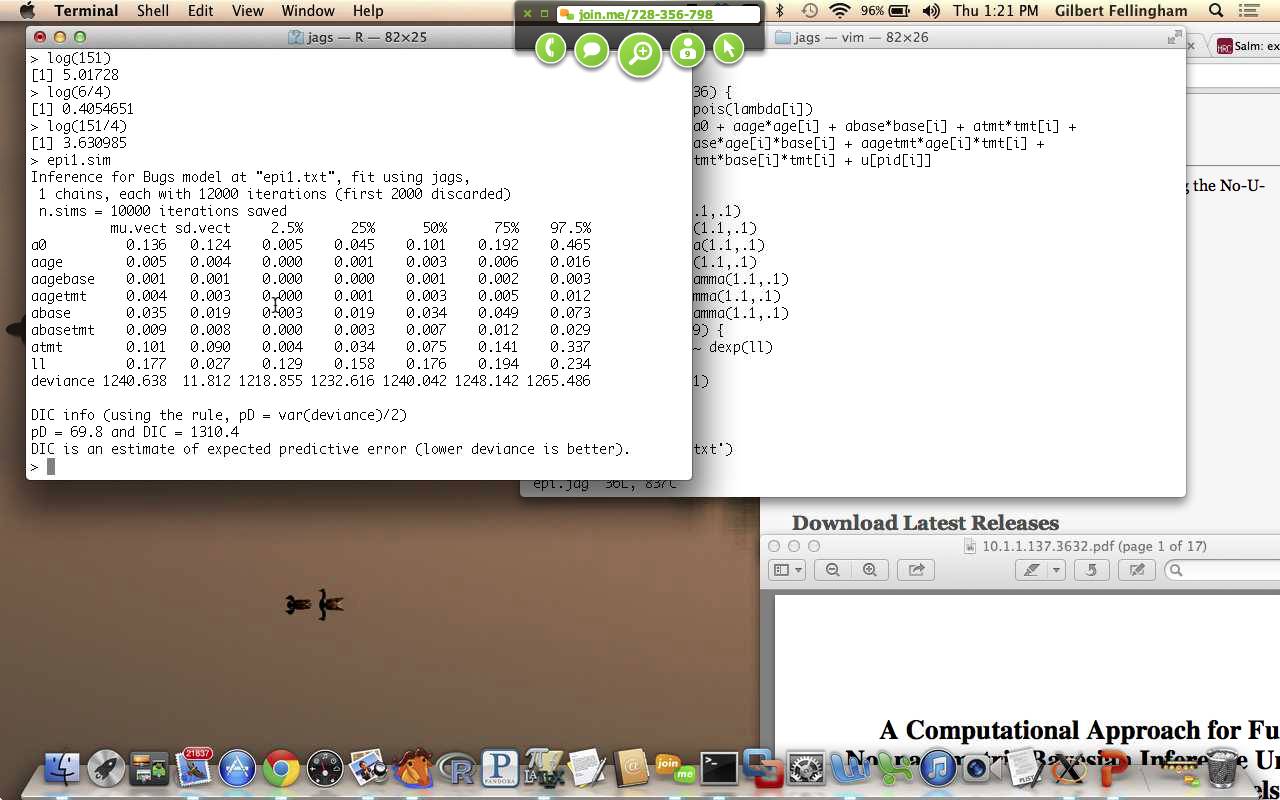 Terminal Shell Edit View Window Help
96% Thu 1:21 PM Gilbert Fellingham
join.me/728-356-798
9
jags — R — 82×25
> log(151)
[1] 5.01728
> log(6/4)
[1] 0.4054651
> log(151/4)
[1] 3.630985
> epi1.sim
Inference for Bugs model at "epi1.txt", fit using jags,
1 chains, each with 12000 iterations (first 2000 discarded)
n.sims = 10000 iterations saved
mu.vect sd.vect 2.5% 25% 50% 75% 97.5%
a0 0.136 0.124 0.005 0.045 0.101 0.192 0.465
aage 0.005 0.004 0.000 0.001 0.003 0.006 0.016
aagebase 0.001 0.001 0.000 0.000 0.001 0.002 0.003
aagetmt 0.004 0.003 0.000 0.001 0.003 0.005 0.012
abase 0.035 0.019 0.003 0.019 0.034 0.049 0.073
abasetmt 0.009 0.008 0.000 0.003 0.007 0.012 0.029
atmt 0.101 0.090 0.004 0.034 0.075 0.141 0.337
ll 0.177 0.027 0.129 0.158 0.176 0.194 0.234
deviance 1240.638 11.812 1218.855 1232.616 1240.042 1248.142 1265.486
DIC info (using the rule, pD = var(deviance)/2)
pD = 69.8 and DIC = 1310.4
DIC is an estimate of expected predictive error (lower deviance is better).
>
jags — vim — 82×26
36) {
pois(lambda[i])
a0 + aage*age[i] + abase*base[i] + atmt*tmt[i] +
ase*age[i]*base[i] + aagetmt*age[i]*tmt[i] +
tmt*base[i]*tmt[i] + u[pid[i]]
.1,.1)
(1.1,.1)
a(1.1,.1)
(1.1,.1)
amma(1.1,.1)
mma(1.1,.1)
amma(1.1,.1)
9) {
~ dexp(ll)
1)
txt')
epi.jag 36L, 837C
MRC Salm: ex
g the No-U-
Download Latest Releases
10.1.1.137.3632.pdf (page 1 of 17)
A Computational Approach for Fu
Bayesian Inference Un
els
21837
PANDORA
join me
PLIST